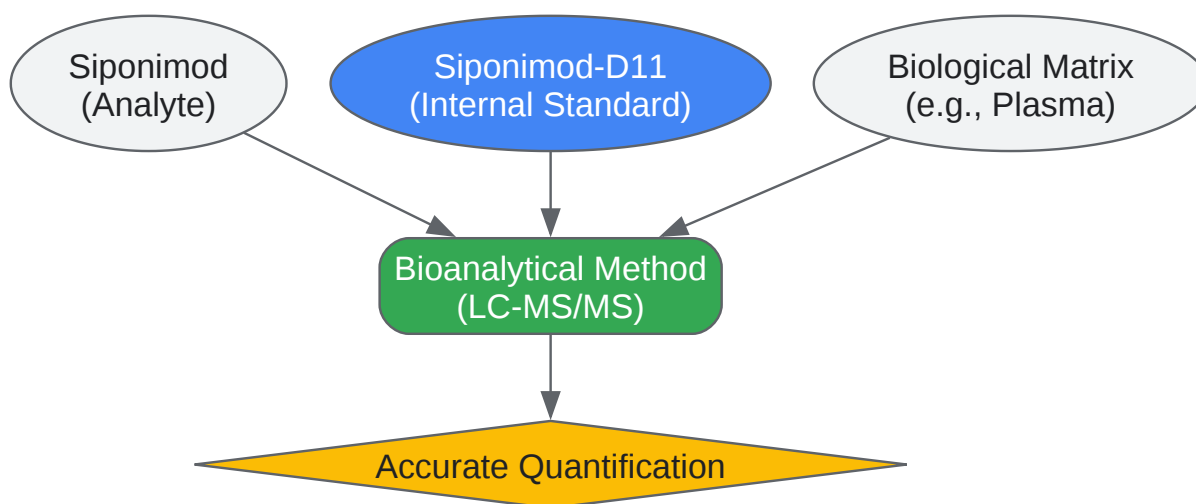 Siponimod
(Analyte)
Siponimod-D11
(Internal Standard)
Biological Matrix
(e.g., Plasma)
Bioanalytical Method
(LC-MS/MS)
Accurate Quantification